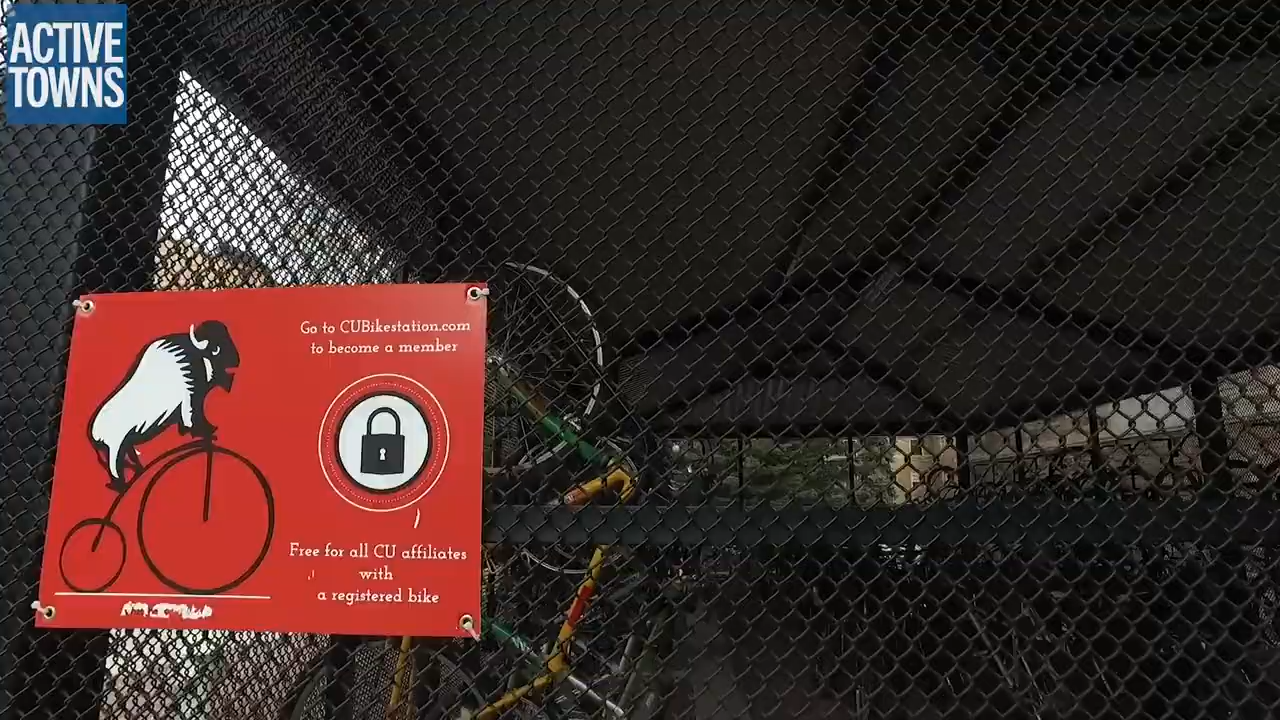 ACTIVE
TOWNS
Go to CUBikestation.com
to become a member
Free for all CU affiliates
with
a registered bike